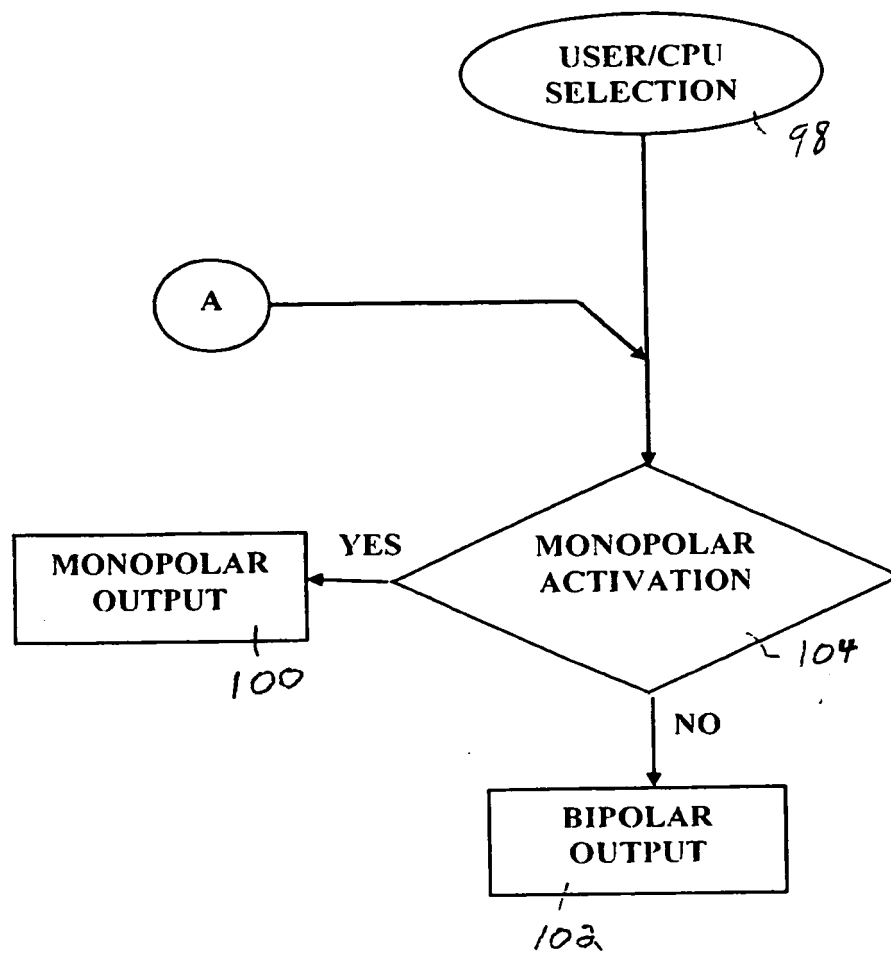 USER/CPU
SELECTION
98
A
YES
MONOPOLAR
OUTPUT
100
MONOPOLAR
ACTIVATION
104
NO
BIPOLAR
OUTPUT
102